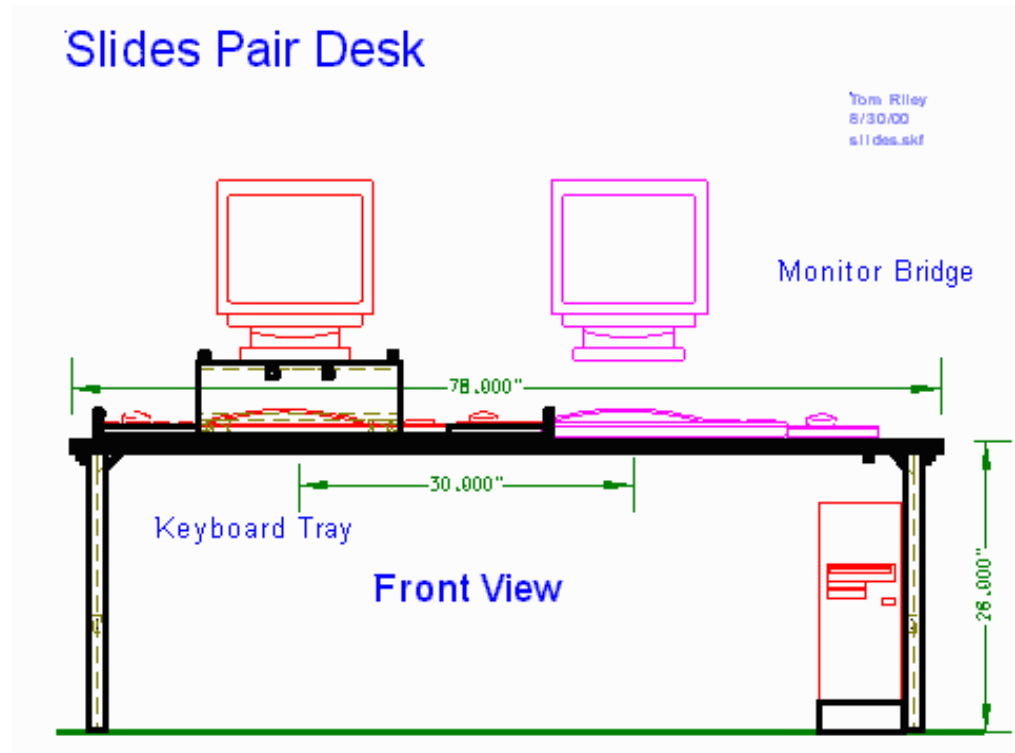 Slides Pair Desk
Tom Riley
8/30/00
slides.skf
Monitor Bridge
78.000"
30.000"
Keyboard Tray
Front View
26.000"